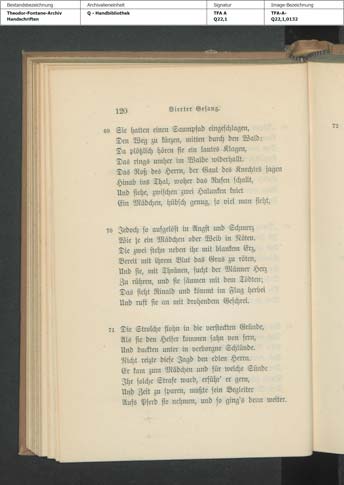 Bestandsbezeichnung Archivalieneinheit Signatur Image-Bezeichnung
Theodor-Fontane-Archiv Q - Handbibliothek TFA A TFA-A-
Handschriften Q22,1 Q22,1,0132
120 Vierter Gesang.
69 Sie hatten einen Saumpfad eingeschlagen,
Den Weg zu kürzen, mitten durch den Wald:
Da plötzlich hören sie ein lautes Klagen,
Das rings umher im Walde widerhallt.
Das Roß des Herrn, der Gaul des Knechtes jagen
Hinab ins Thal, woher das Rufen schallt,
Und siehe, zwischen zwei Halunken kniet
Ein Mädchen, hübsch genug, so viel man sieht;
70 Jedoch so aufgelöst in Angst und Schmerz
Wie je ein Mädchen oder Weib in Nöten.
Die zwei stehn neben ihr mit blankem Erz,
Bereit mit ihrem Blut das Gras zu röten,
Und sie, mit Thränen, sucht der Männer Herz
Zu rühren, und sie säumen mit dem Tödten;
Das sieht Rinald und kömmt im Flug herbei
Und ruft sie an mit drohendem Geschrei.
71 Die Strolche flohn in die versteckten Gründe,
Als sie den Helfer kommen sahn von fern,
Und duckten unter in verborgne Schlünde.
Nicht reizte diese Jagd den edlen Herrn.
Er kam zum Mädchen und für welche Sünde
Ihr solche Strafe ward, erführ' er gern,
Und Zeit zu sparen, mußte sein Begleiter
Aufs Pferd sie nehmen, und so ging's denn weiter.
72